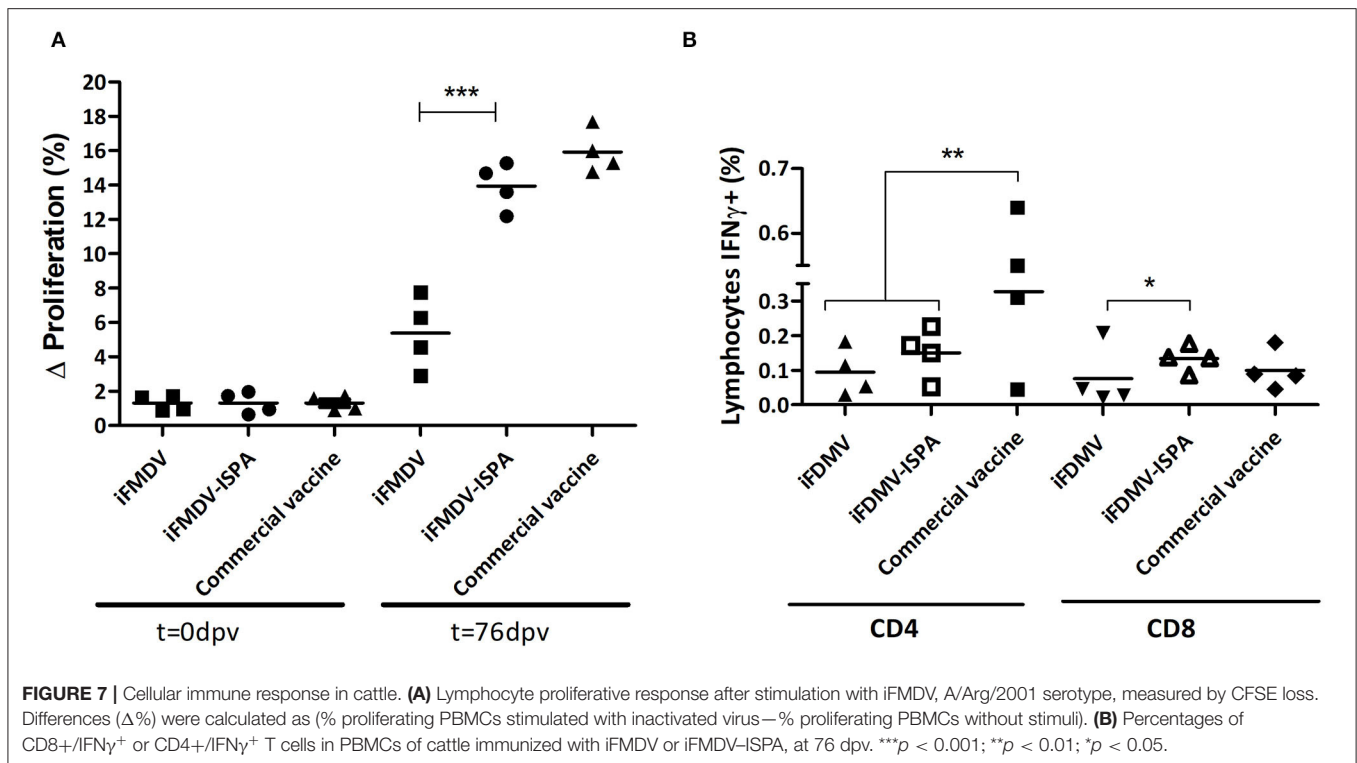 A
B
Δ Proliferation (%)
20
18
16
14
12
10
8
6
4
2
0
***
iFMDV
iFMDV-ISPA
Commercial vaccine
iFMDV
iFMDV-ISPA
Commercial vaccine
t=0dpv
t=76dpv
Lymphocytes IFNγ+ (%)
0.7
0.6
0.3
0.2
0.1
0.0
**
*
iFDMV
iFDMV-ISPA
Commercial vaccine
iFDMV
iFDMV-ISPA
Commercial vaccine
CD4
CD8
FIGURE 7 | Cellular immune response in cattle. (A) Lymphocyte proliferative response after stimulation with iFMDV, A/Arg/2001 serotype, measured by CFSE loss.
Differences (Δ%) were calculated as (% proliferating PBMCs stimulated with inactivated virus—% proliferating PBMCs without stimuli). (B) Percentages of
CD8+/IFNγ⁺ or CD4+/IFNγ⁺ T cells in PBMCs of cattle immunized with iFMDV or iFMDV–ISPA, at 76 dpv. ***p < 0.001; **p < 0.01; *p < 0.05.